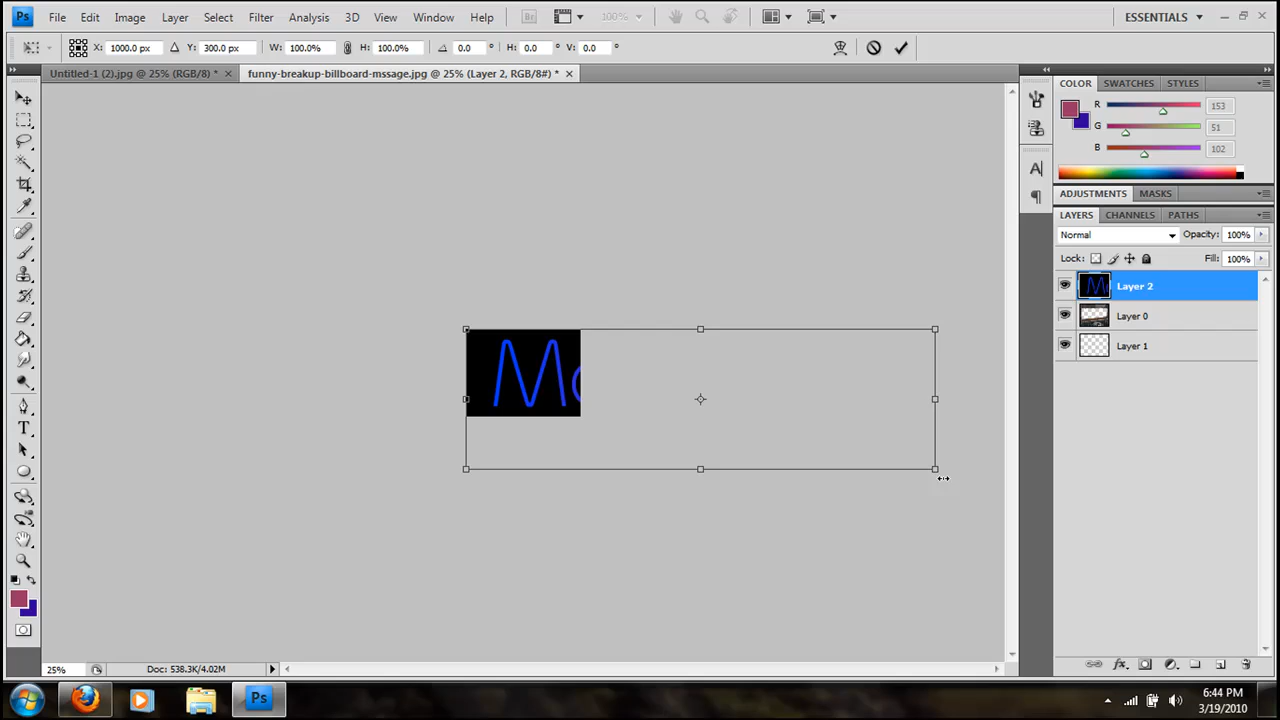 Ps File Edit Image Layer Select Filter Analysis 3D View Window Help Br 100% ESSENTIALS
X: 1000.0 px Y: 300.0 px W: 100.0% H: 100.0% 0.0 ° H: 0.0 ° V: 0.0 °
Untitled-1 (2).jpg @ 25% (RGB/8) * funny-breakup-billboard-mssage.jpg @ 25% (Layer 2, RGB/8#) *
COLOR SWATCHES STYLES
R 153
G 51
B 102
ADJUSTMENTS MASKS
LAYERS CHANNELS PATHS
Normal Opacity: 100%
Lock: Fill: 100%
Layer 2
Layer 0
Layer 1
M
T
25% Doc: 538.3K/4.02M
fx
Ps
6:44 PM
3/19/2010